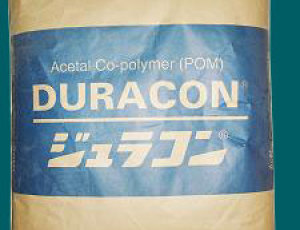 Acetal Co-polymer (POM)
DURACON®
ジュラコン®